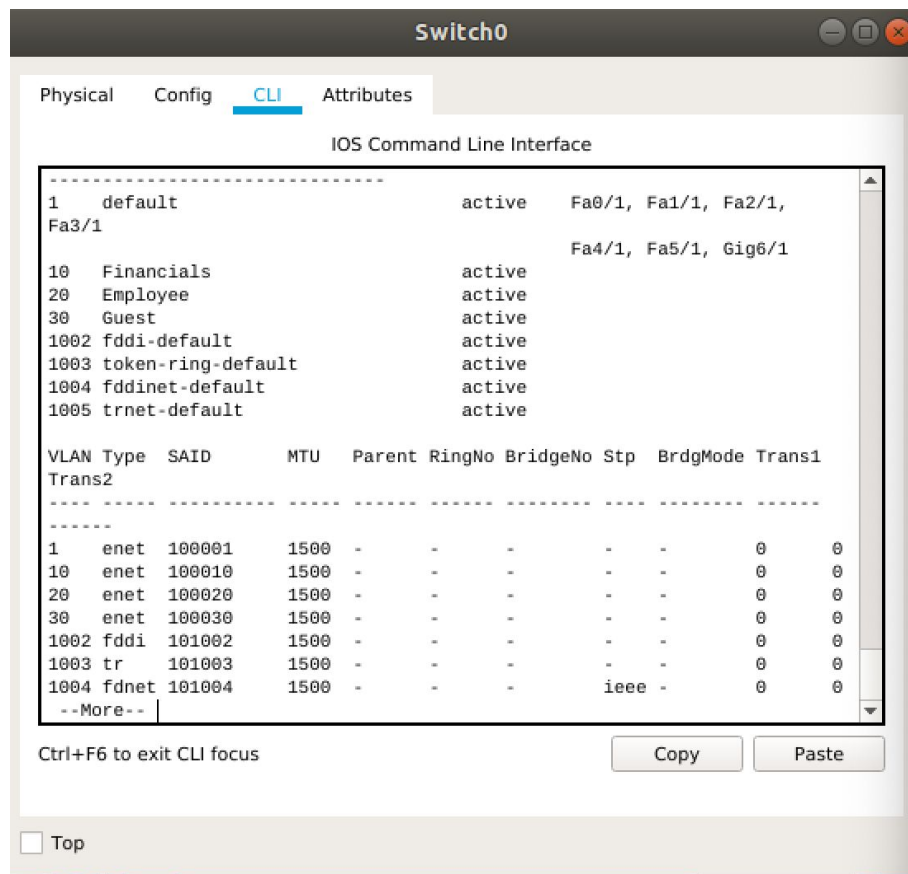 Switch0
Physical Config CLI Attributes
IOS Command Line Interface
--------------------------------
1    default                          active    Fa0/1, Fa1/1, Fa2/1,
Fa3/1
                                                Fa4/1, Fa5/1, Gig6/1
10   Financials                       active
20   Employee                         active
30   Guest                            active
1002 fddi-default                     active
1003 token-ring-default               active
1004 fddinet-default                  active
1005 trnet-default                    active
VLAN Type  SAID       MTU   Parent RingNo BridgeNo Stp  BrdgMode Trans1
Trans2
---- ----- ---------- ----- ------ ------ -------- ---- -------- ------
------
1    enet  100001     1500  -      -      -        -    -        0      0
10   enet  100010     1500  -      -      -        -    -        0      0
20   enet  100020     1500  -      -      -        -    -        0      0
30   enet  100030     1500  -      -      -        -    -        0      0
1002 fddi  101002     1500  -      -      -        -    -        0      0
1003 tr    101003     1500  -      -      -        -    -        0      0
1004 fdnet 101004     1500  -      -      -        ieee -        0      0
--More--
Ctrl+F6 to exit CLI focus Copy Paste
Top